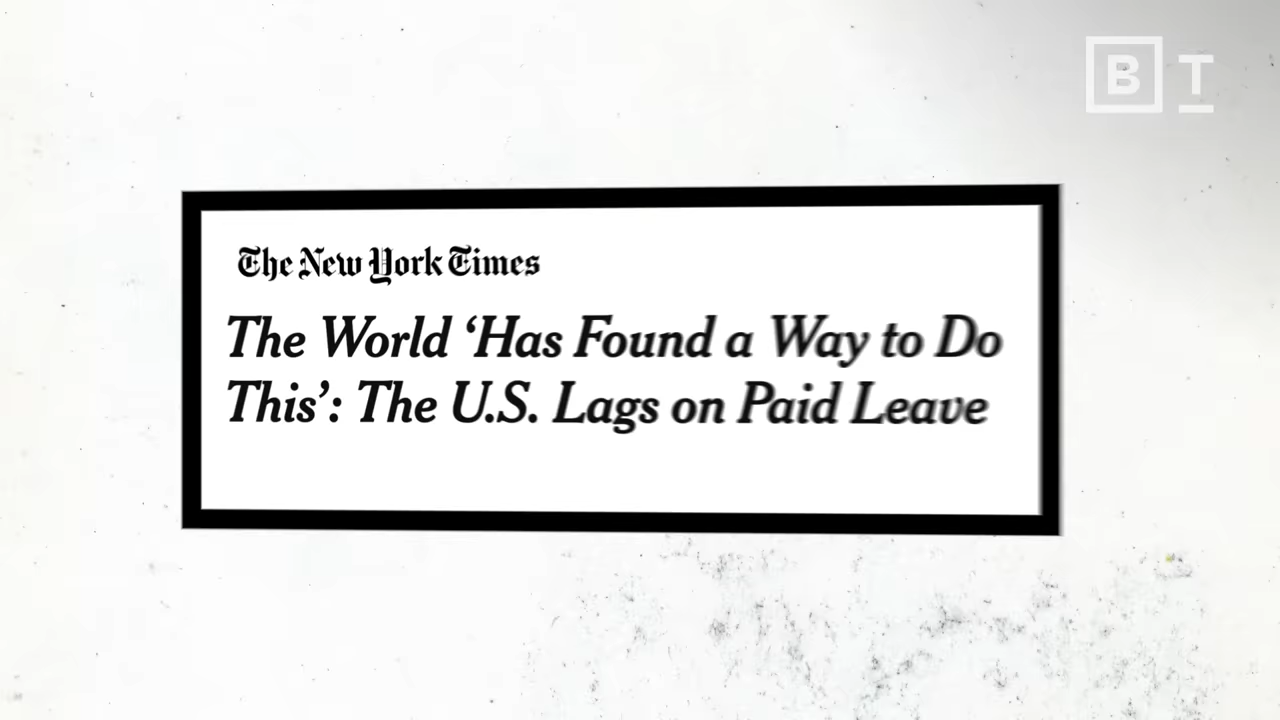 B T
The New York Times
The World ‘Has Found a Way to Do
This’: The U.S. Lags on Paid Leave